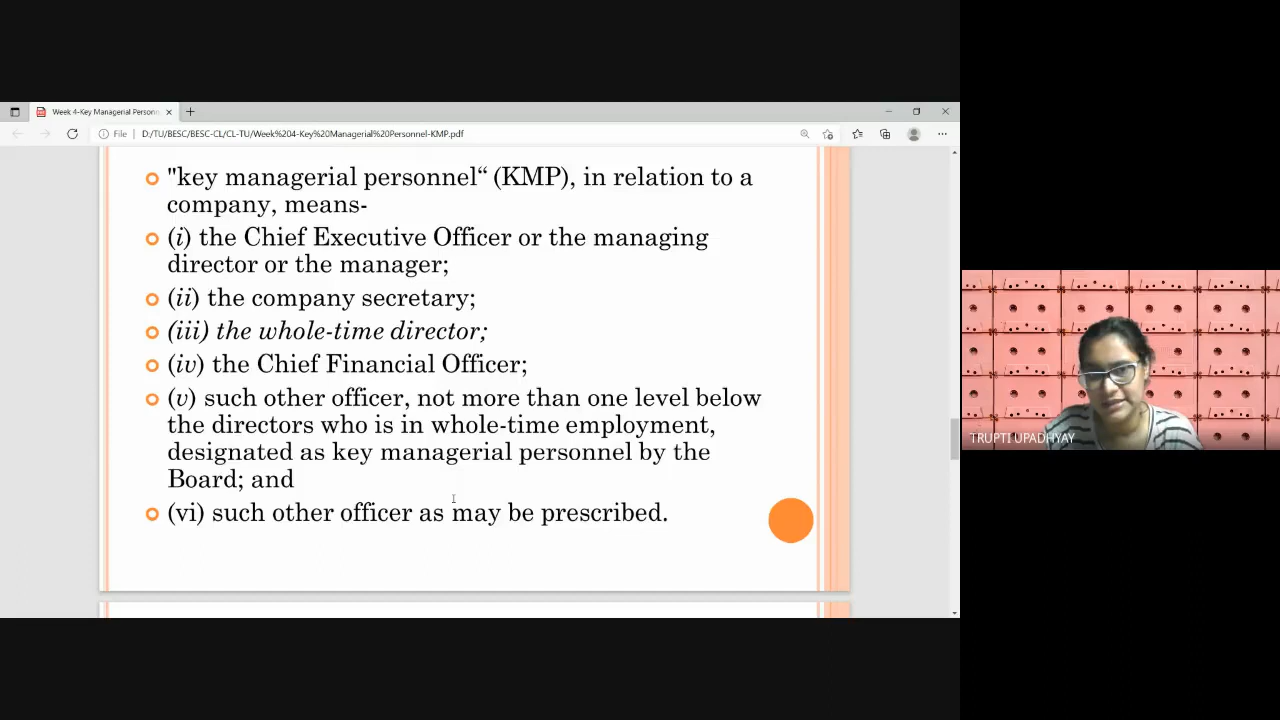 Week 4-Key Managerial Personn
File
D:/TU/BESC/BESC-CL/CL-TU/Week%204-Key%20Managerial%20Personnel-KMP.pdf
"key managerial personnel“ (KMP), in relation to a
company, means-
(i) the Chief Executive Officer or the managing
director or the manager;
(ii) the company secretary;
(iii) the whole-time director;
(iv) the Chief Financial Officer;
(v) such other officer, not more than one level below
the directors who is in whole-time employment,
designated as key managerial personnel by the
Board; and
(vi) such other officer as may be prescribed.
TRUPTI UPADHYAY